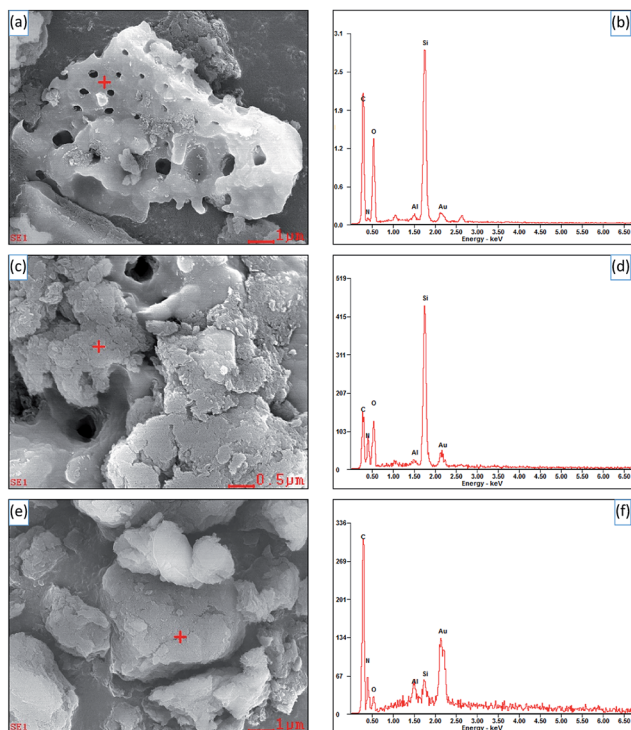 (a)
SE1
1μm
(b)
3.1
2.5
1.9
1.2
0.6
0.0
C
N
O
Al
Si
Au
0.50 1.00 1.50 2.00 2.50 3.00 3.50 4.00 4.50 5.00 5.50 6.00 6.50
Energy - keV
(c)
SE1
0.5μm
(d)
519
415
311
207
103
0
C
N
O
Al
Si
Au
0.50 1.00 1.50 2.00 2.50 3.00 3.50 4.00 4.50 5.00 5.50 6.00 6.50
Energy - keV
(e)
SE1
1μm
(f)
336
269
201
134
67
0
C
N
O
Al
Si
Au
0.50 1.00 1.50 2.00 2.50 3.00 3.50 4.00 4.50 5.00 5.50 6.00 6.50
Energy - keV